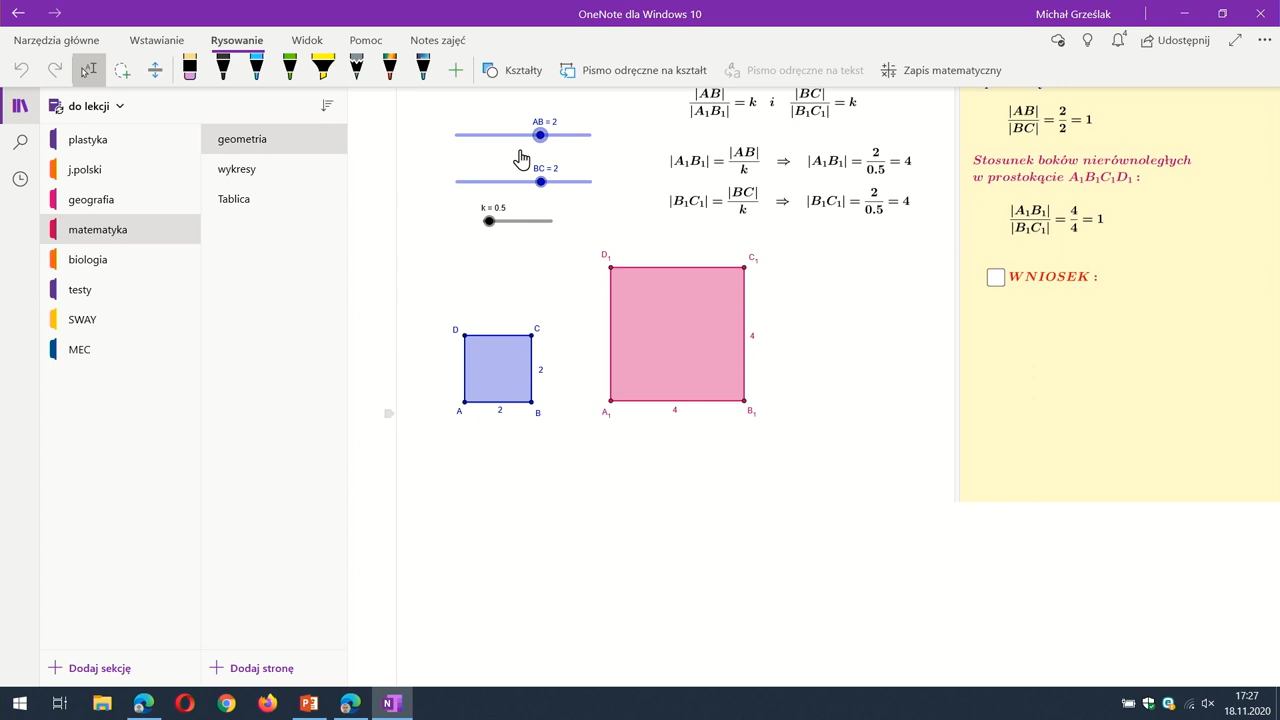 OneNote dla Windows 10
Michał Grześlak
Narzędzia główne
Wstawianie
Rysowanie
Widok
Pomoc
Notes zajęć
4
Udostępnij
Kształty
Pismo odręczne na kształt
Pismo odręczne na tekst
Zapis matematyczny
do lekcji
plastyka
j.polski
geografia
matematyka
biologia
testy
SWAY
MEC
geometria
wykresy
Tablica
Dodaj sekcję
Dodaj stronę
AB = 2
BC = 2
k = 0.5
|AB|/|A₁B₁| = k i |BC|/|B₁C₁| = k
|A₁B₁| = |AB|/k ⇒ |A₁B₁| = 2/0.5 = 4
|B₁C₁| = |BC|/k ⇒ |B₁C₁| = 2/0.5 = 4
D C
2
A 2 B
D₁ C₁
4
A₁ 4 B₁
|AB|/|BC| = 2/2 = 1
Stosunek boków nierównoległych
w prostokącie A₁B₁C₁D₁ :
|A₁B₁|/|B₁C₁| = 4/4 = 1
WNIOSEK :
17:27
18.11.2020